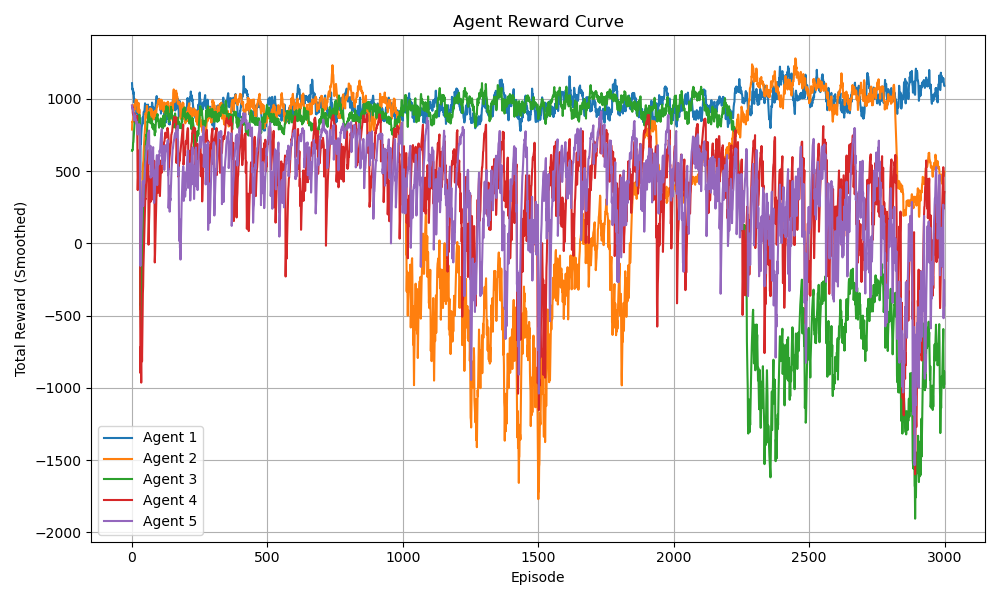 Agent Reward Curve
Total Reward (Smoothed)
1000
500
0
−500
−1000
−1500
−2000
Agent 1
Agent 2
Agent 3
Agent 4
Agent 5
0 500 1000 1500 2000 2500 3000
Episode